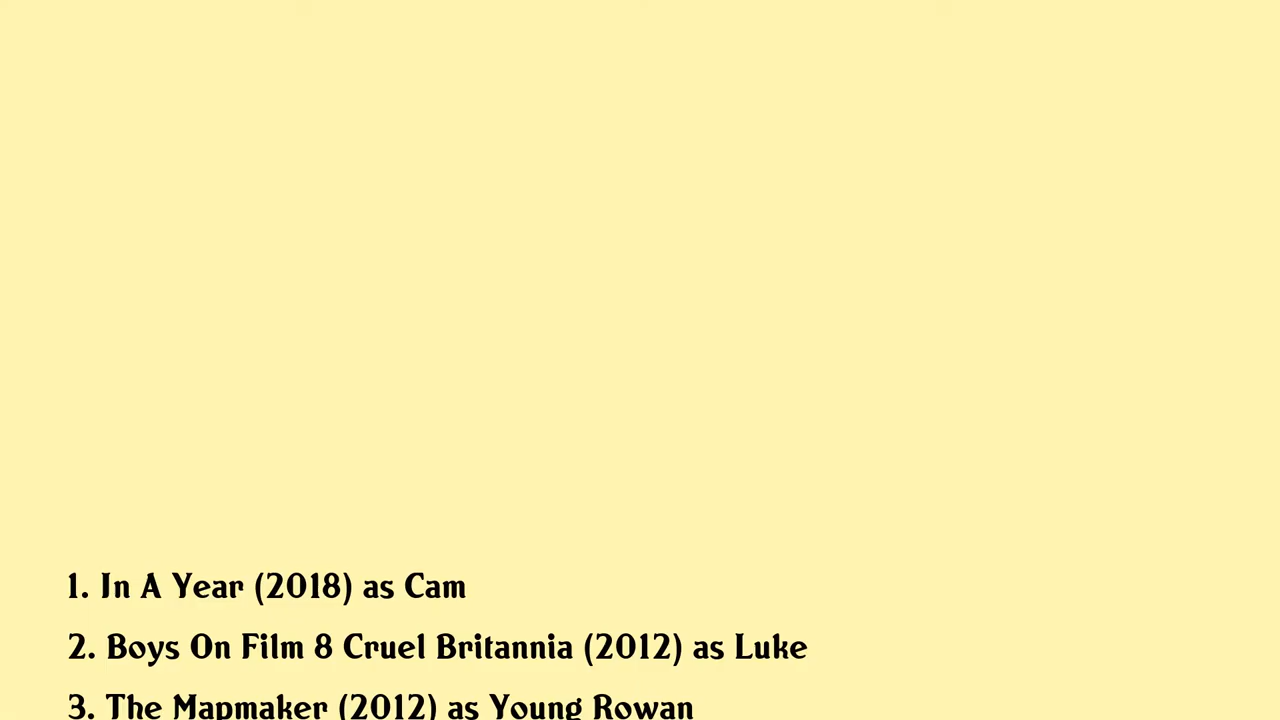 1. In A Year (2018) as Cam
2. Boys On Film 8 Cruel Britannia (2012) as Luke
3. The Mapmaker (2012) as Young Rowan